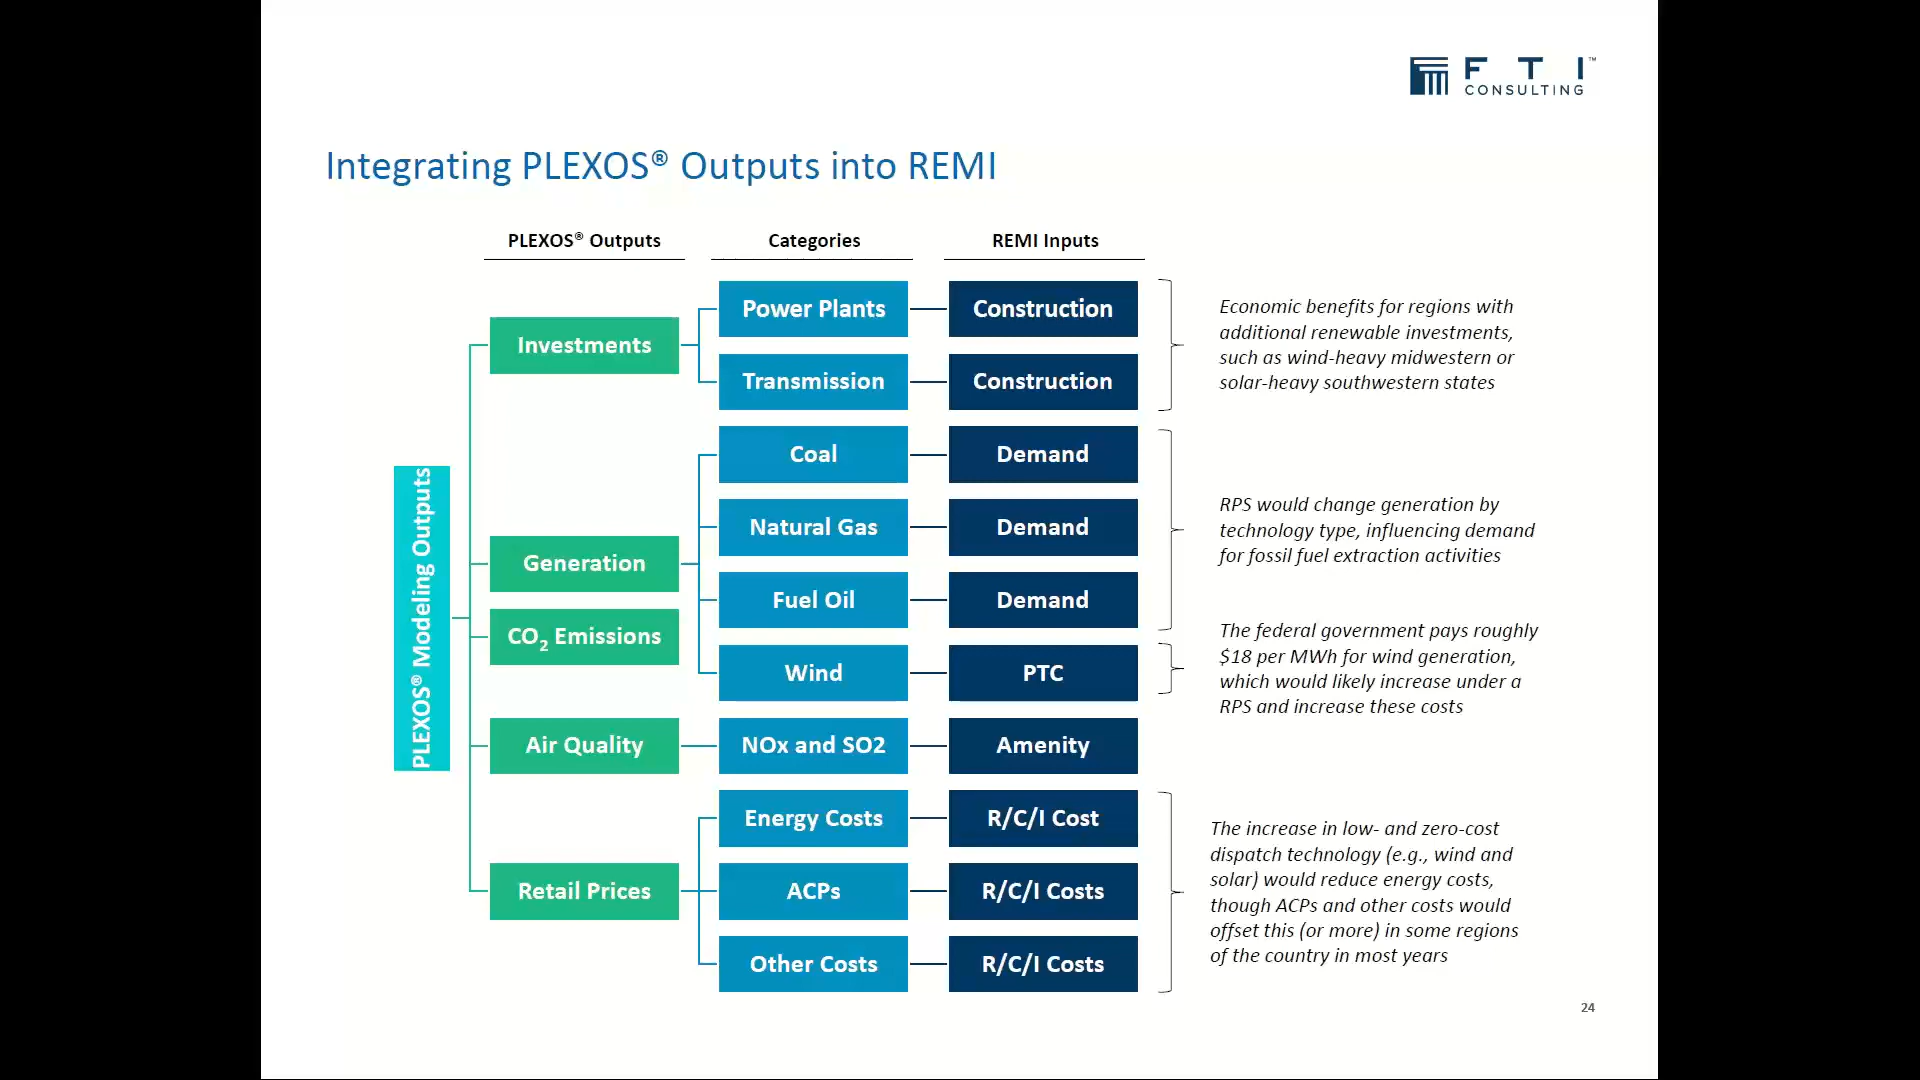 F T I™
CONSULTING
Integrating PLEXOS® Outputs into REMI
PLEXOS® Outputs
Categories
REMI Inputs
PLEXOS® Modeling Outputs
Investments
Power Plants
Construction
Transmission
Construction
Economic benefits for regions with
additional renewable investments,
such as wind-heavy midwestern or
solar-heavy southwestern states
Generation
Coal
Demand
Natural Gas
Demand
Fuel Oil
Demand
RPS would change generation by
technology type, influencing demand
for fossil fuel extraction activities
Wind
PTC
The federal government pays roughly
$18 per MWh for wind generation,
which would likely increase under a
RPS and increase these costs
CO₂ Emissions
Air Quality
NOx and SO2
Amenity
Retail Prices
Energy Costs
R/C/I Cost
ACPs
R/C/I Costs
Other Costs
R/C/I Costs
The increase in low- and zero-cost
dispatch technology (e.g., wind and
solar) would reduce energy costs,
though ACPs and other costs would
offset this (or more) in some regions
of the country in most years
24